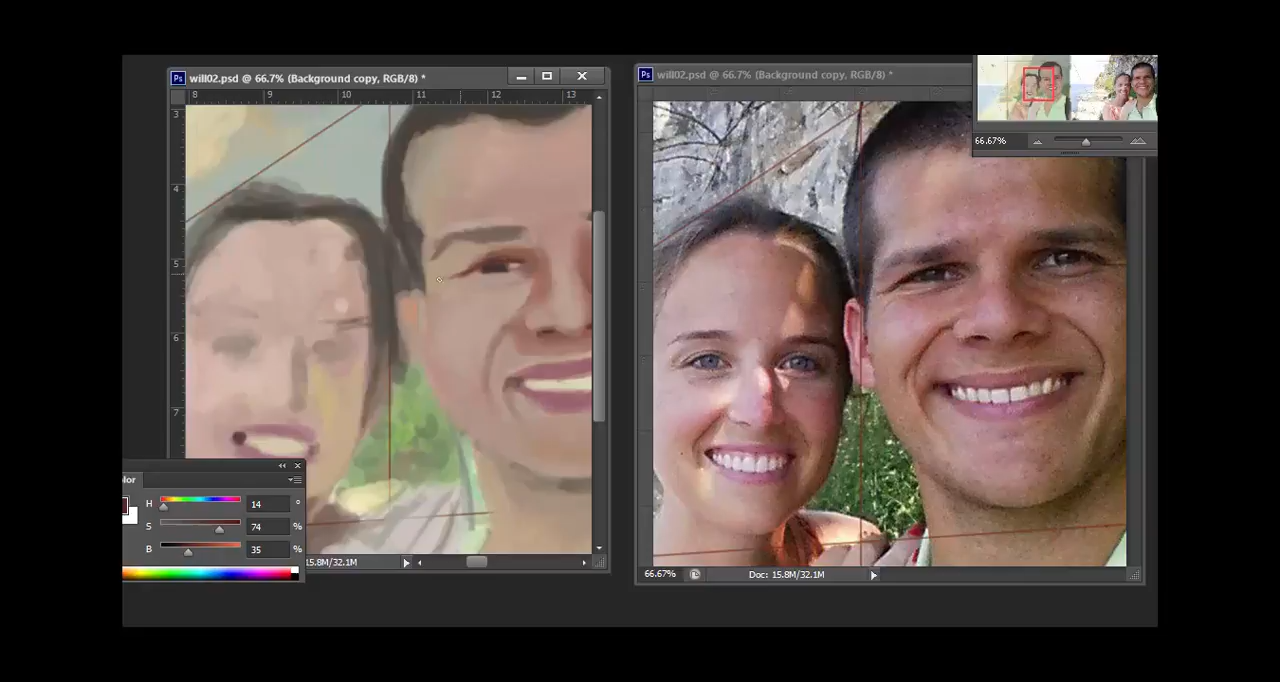 Ps will02.psd @ 66.7% (Background copy, RGB/8) *
8 9 10 11 12 13
3
4
5
6
7
15.8M/32.1M
lor
H 14 °
S 74 %
B 35 %
Ps will02.psd @ 66.7% (Background copy, RGB/8) *
66.67%
66.67% Doc: 15.8M/32.1M